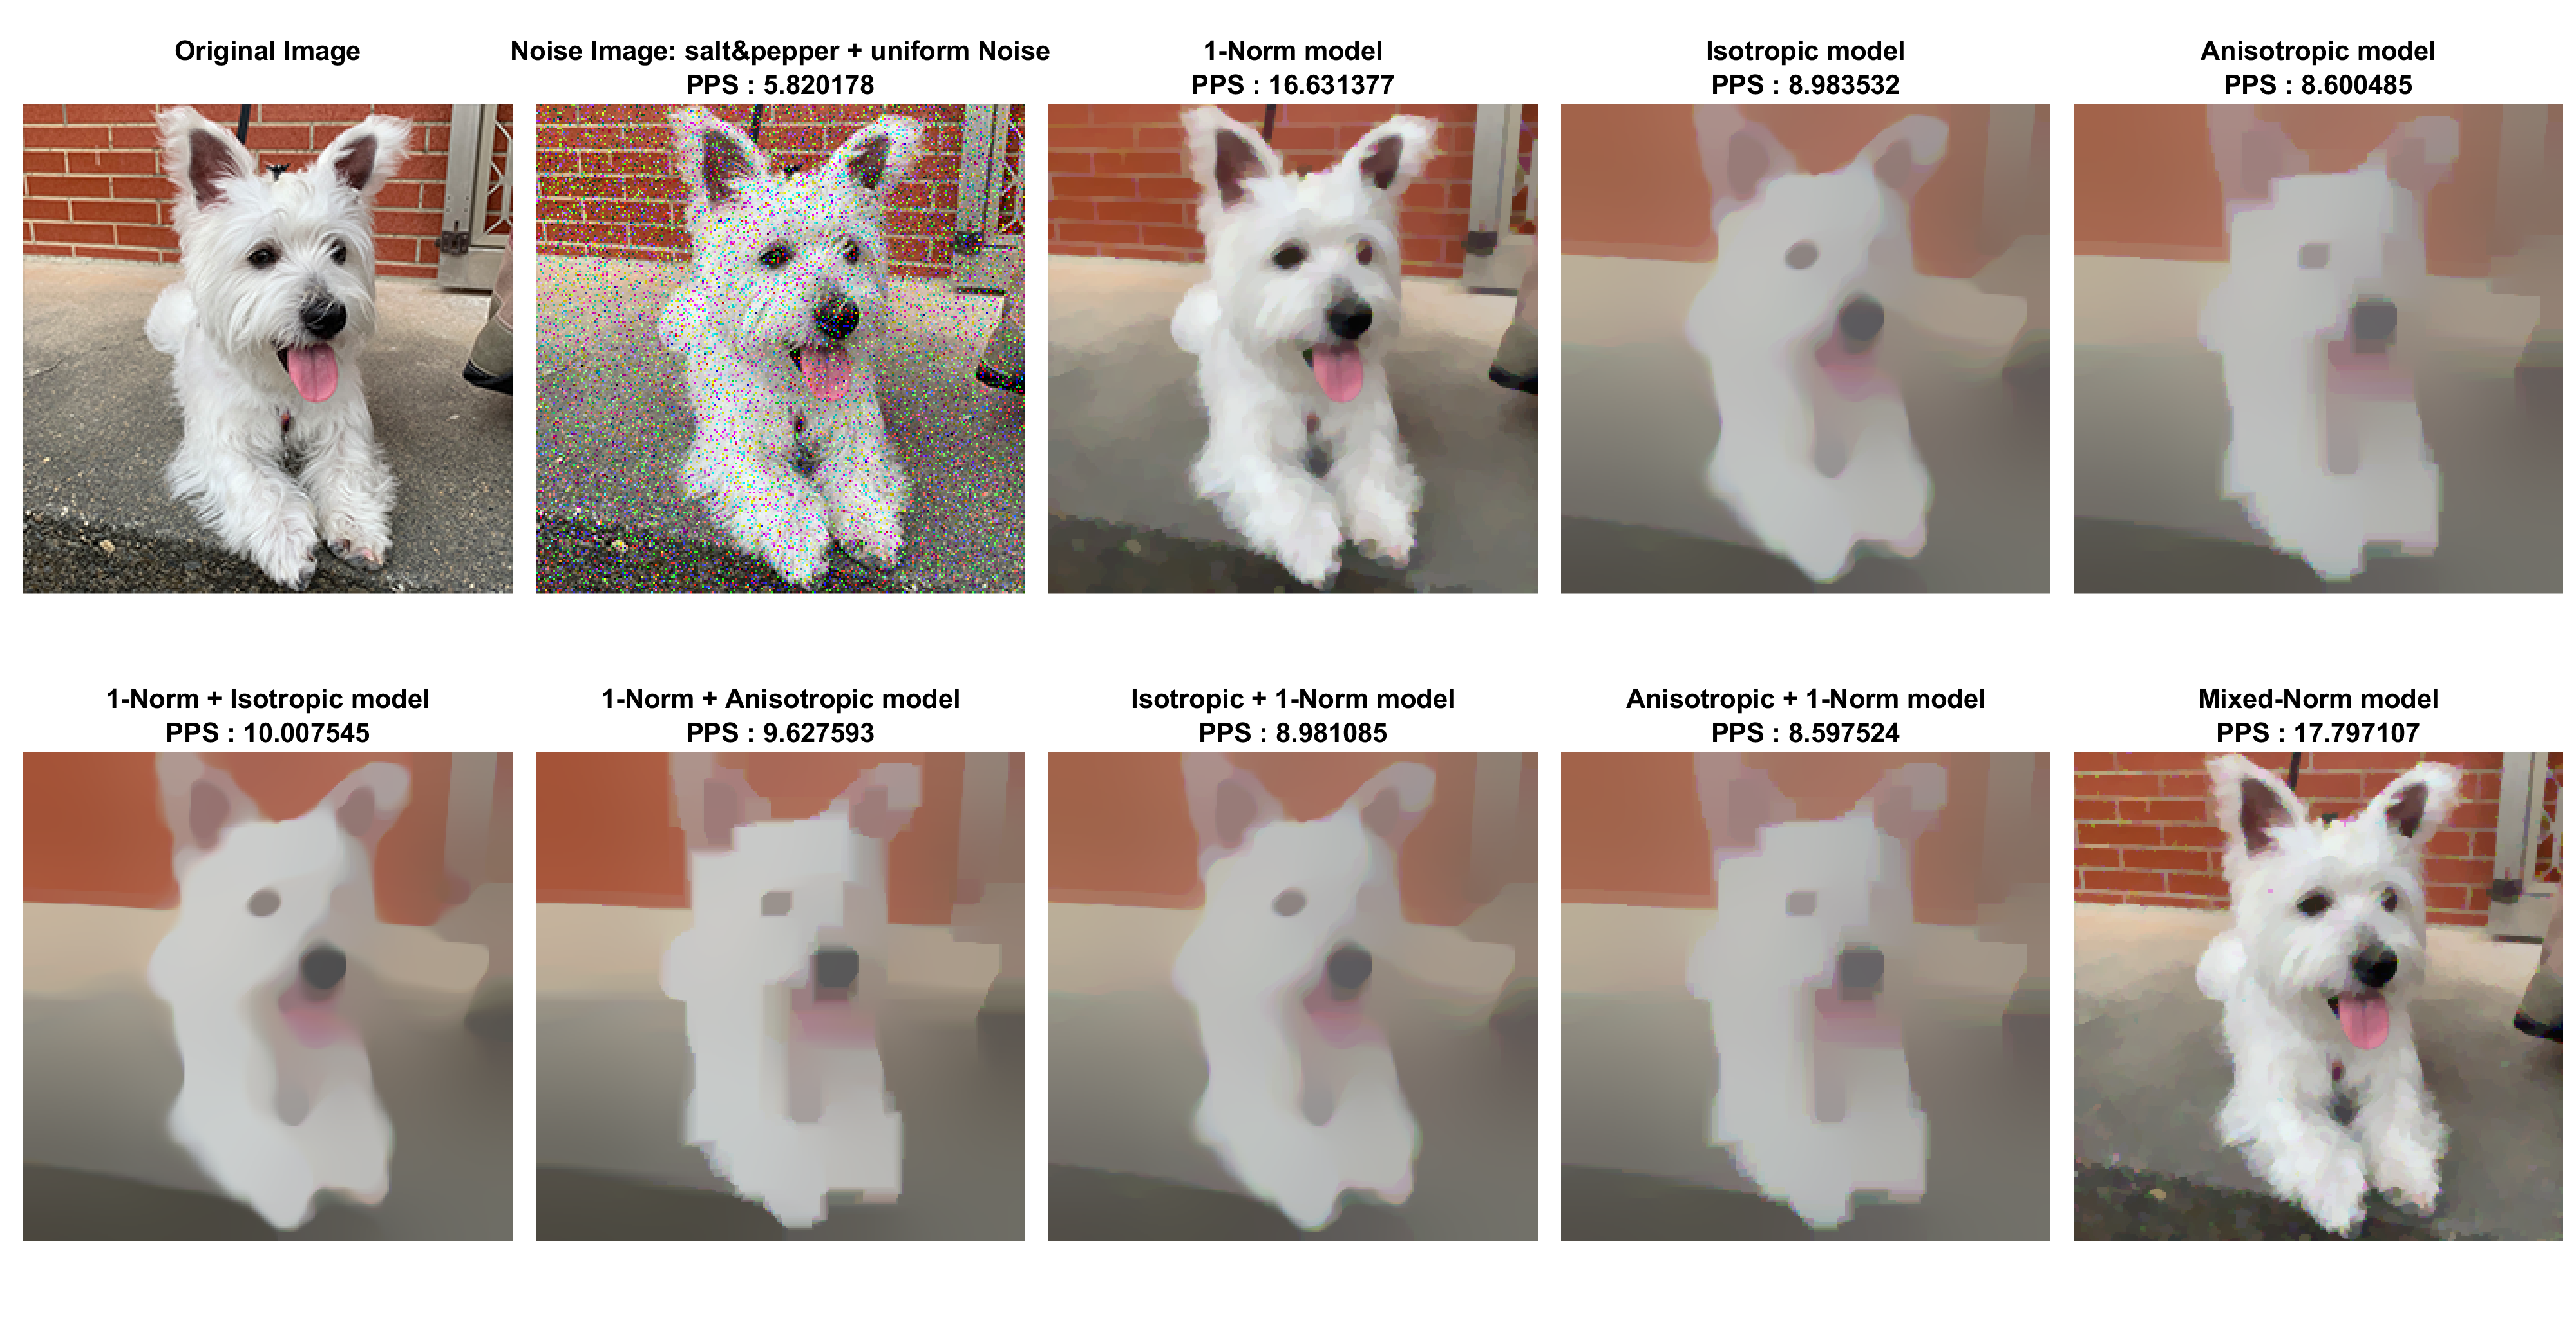 Original Image
Noise Image: salt&pepper + uniform Noise
PPS : 5.820178
1-Norm model
PPS : 16.631377
Isotropic model
PPS : 8.983532
Anisotropic model
PPS : 8.600485
1-Norm + Isotropic model
PPS : 10.007545
1-Norm + Anisotropic model
PPS : 9.627593
Isotropic + 1-Norm model
PPS : 8.981085
Anisotropic + 1-Norm model
PPS : 8.597524
Mixed-Norm model
PPS : 17.797107